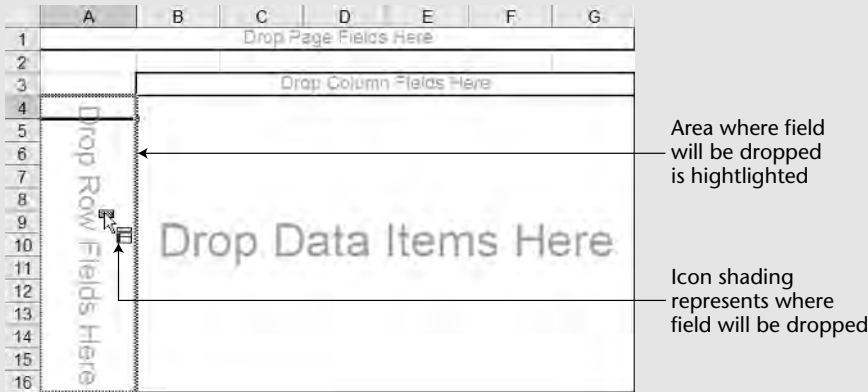 A B C D E F G
1 Drop Page Fields Here
2
3 Drop Column Fields Here
4
5
6
7
8
9
10
11
12
13
14
15
16
Drop Row Fields Here
Drop Data Items Here
Area where field
will be dropped
is hightlighted
Icon shading
represents where
field will be dropped